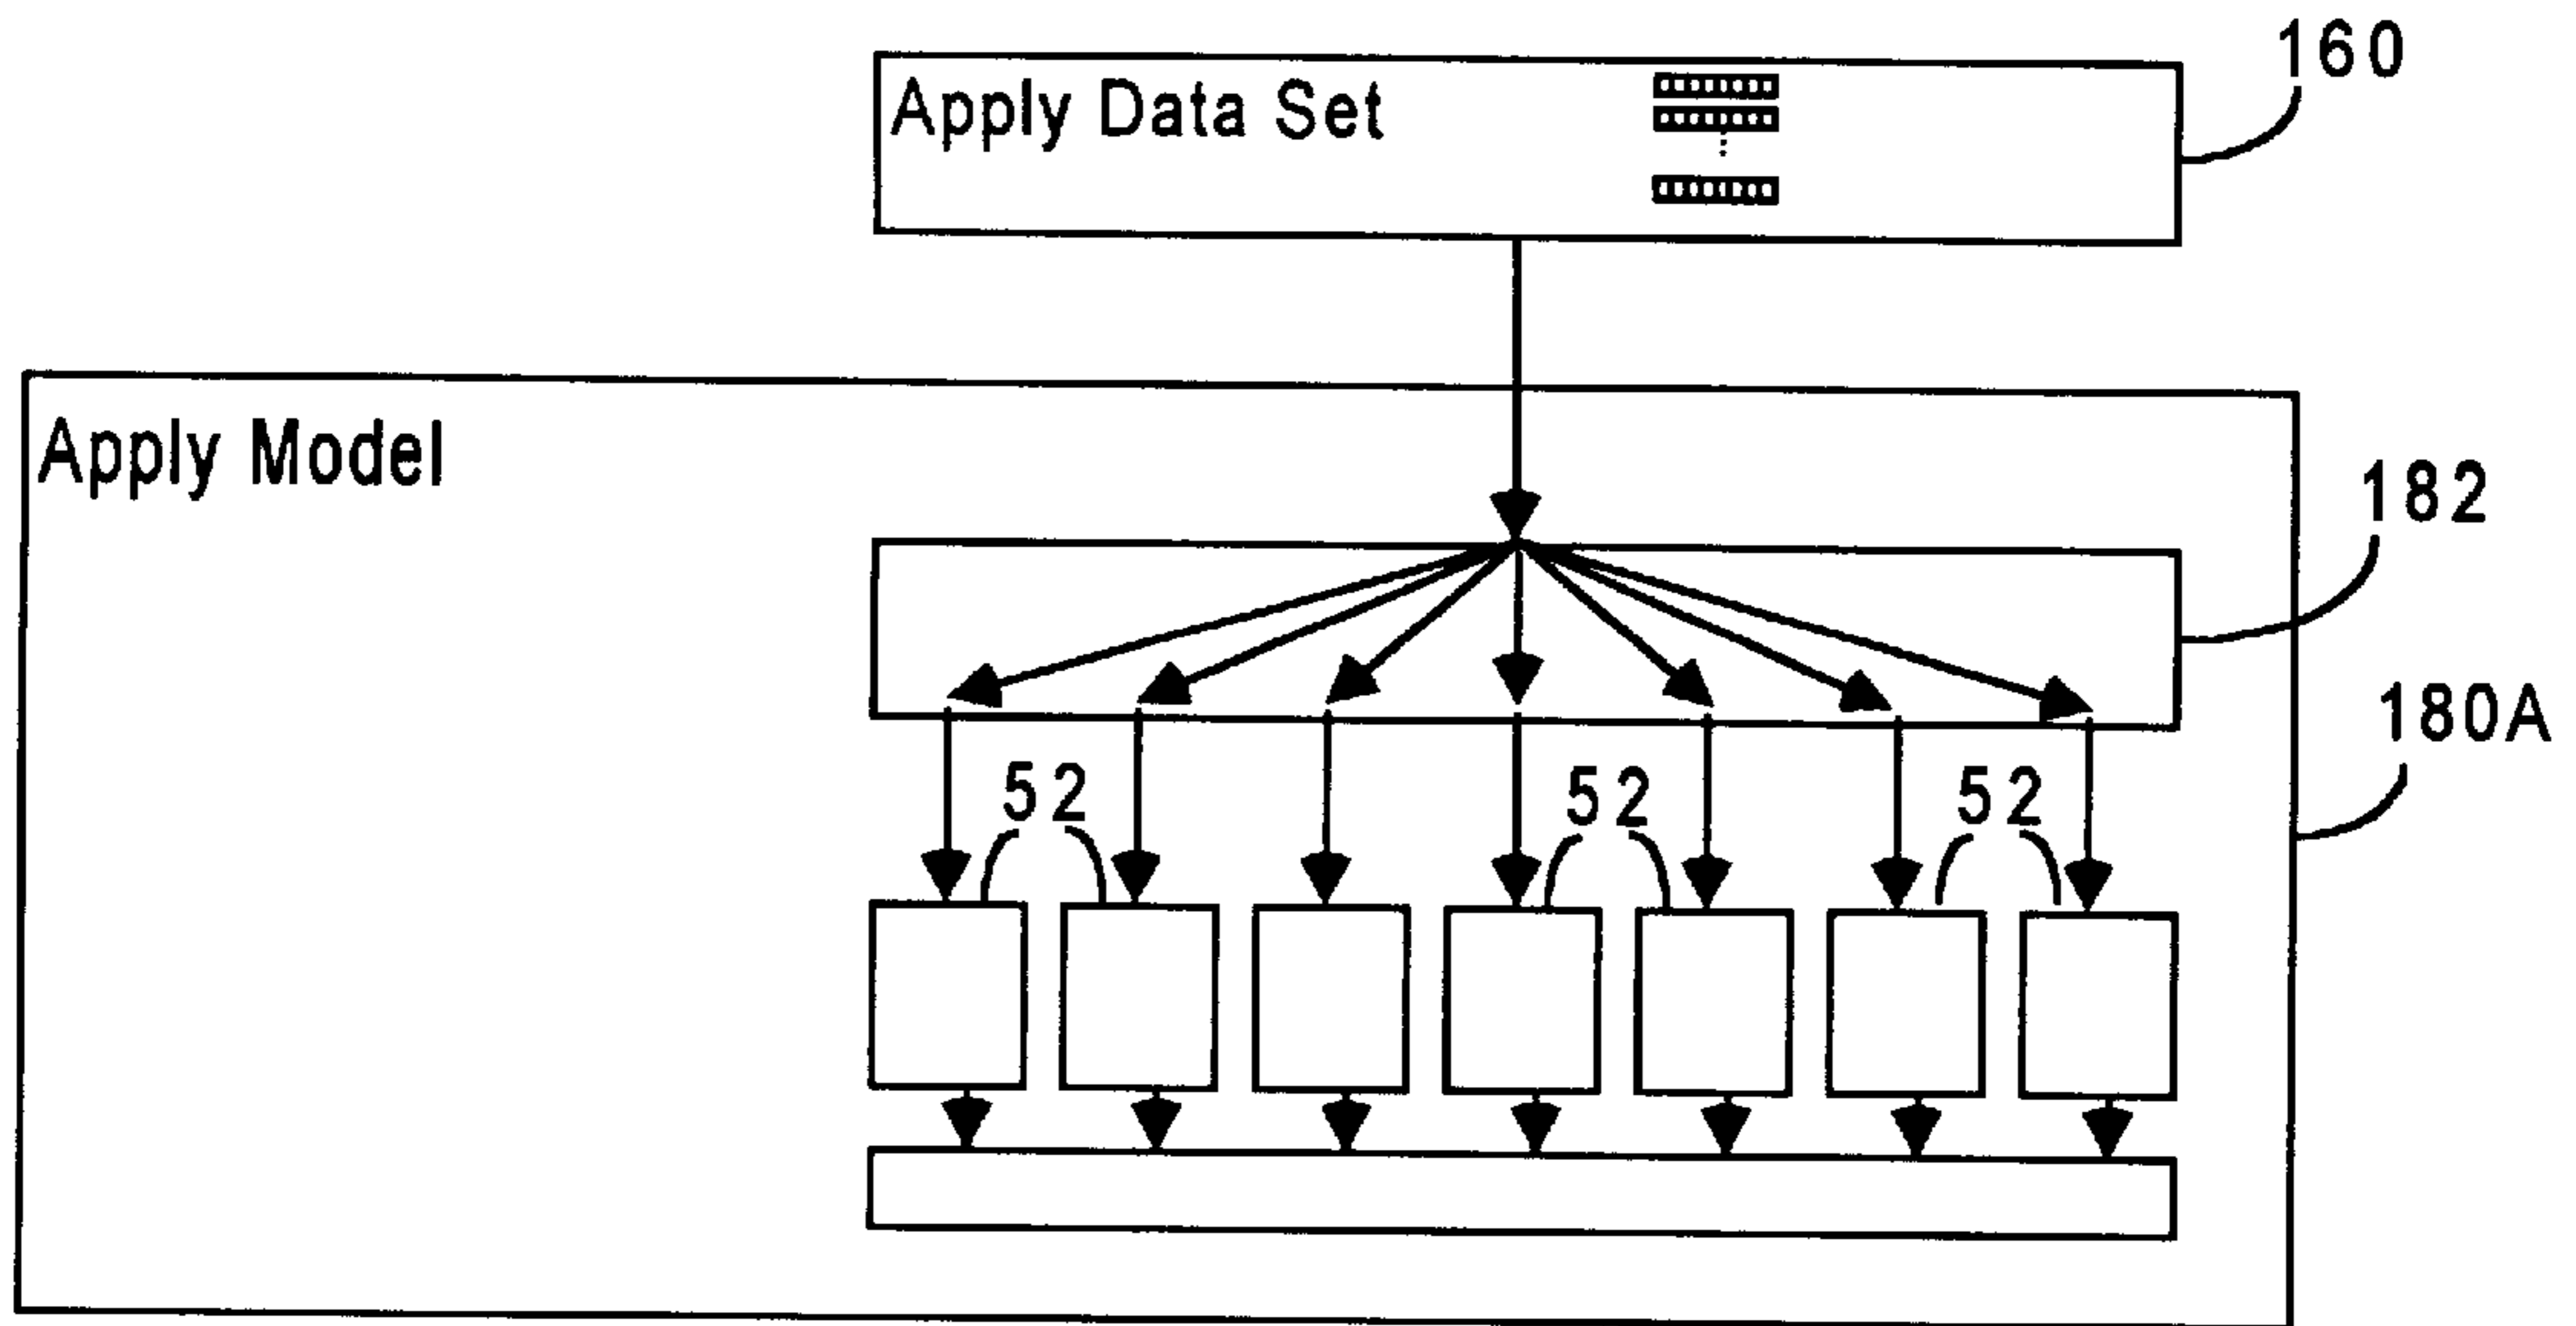 160
Apply Data Set
Apply Model
182
180A
52 52 52